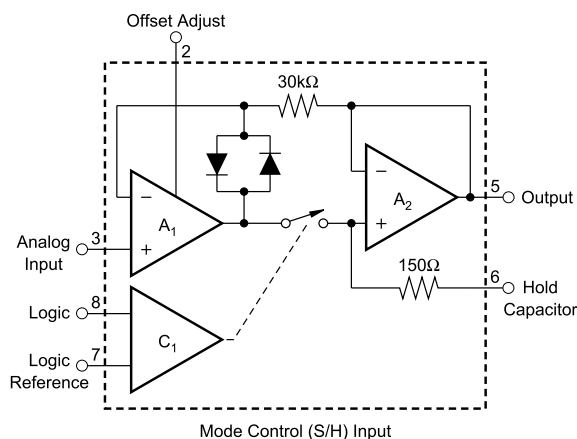 Offset Adjust
2
30kΩ
−
A1
+
−
A2
+
5
Output
3
Analog
Input
150Ω
6
Hold
Capacitor
8
Logic
C1
7
Logic
Reference
Mode Control (S/H) Input